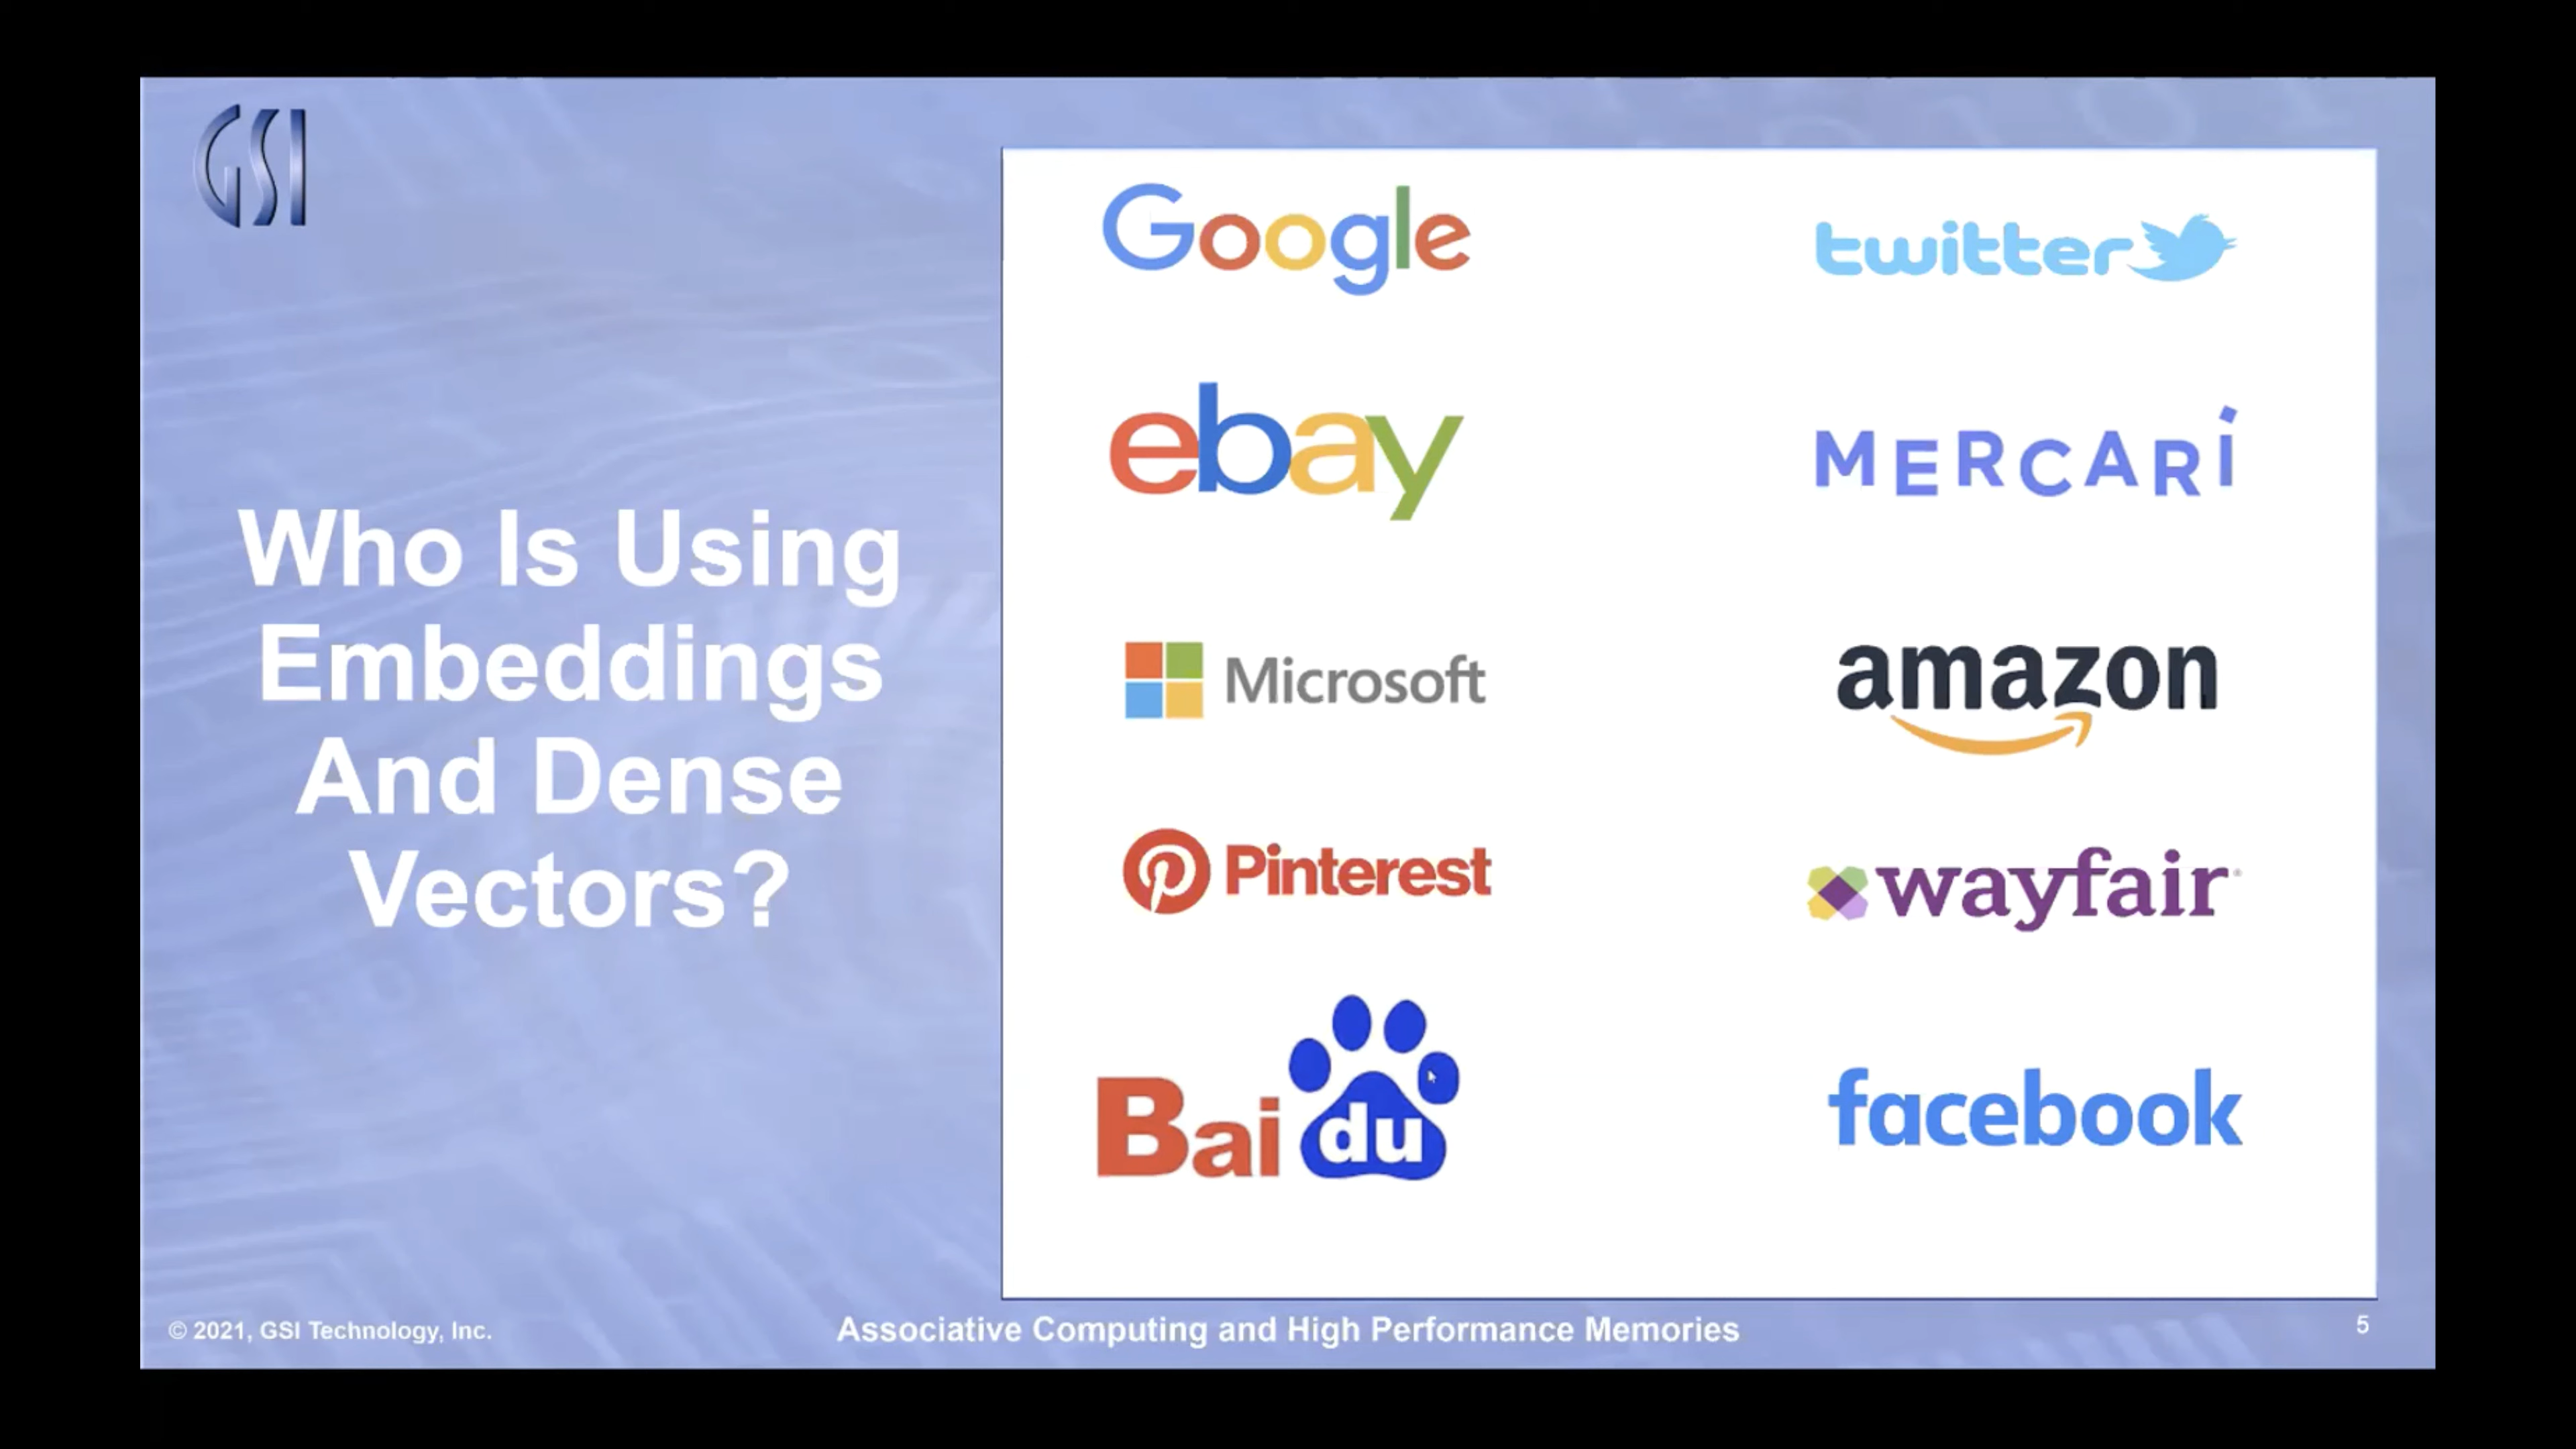 GSI
Who Is Using
Embeddings
And Dense
Vectors?
Google
twitter
ebay
MERCARI
Microsoft
amazon
Pinterest
wayfair
Baidu
facebook
© 2021, GSI Technology, Inc.
Associative Computing and High Performance Memories
5